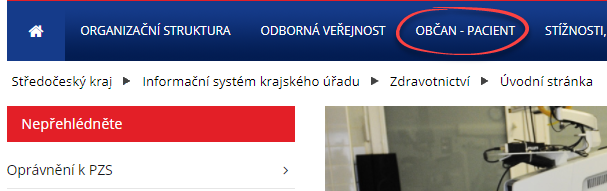 ORGANIZAČNÍ STRUKTURA ODBORNÁ VEŘEJNOST OBČAN - PACIENT STÍŽNOSTI,
Středočeský kraj Informační systém krajského úřadu Zdravotnictví Úvodní stránka
Nepřehlédněte
Oprávnění k PZS